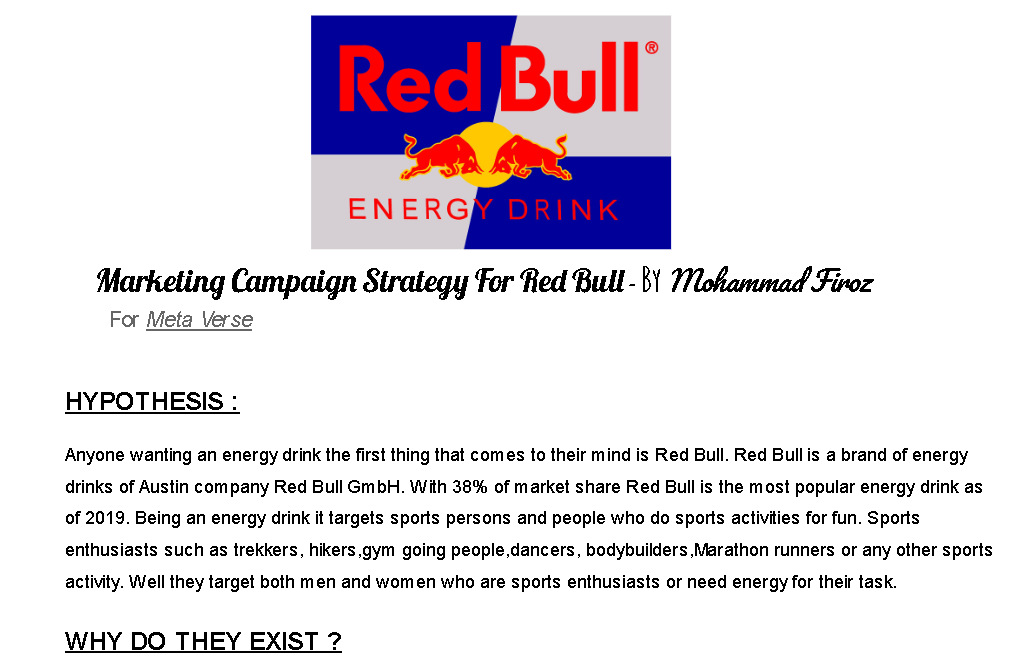 Red Bull®
ENERGY DRINK
Marketing Campaign Strategy For Red Bull - BY Mohammad Firoz
For Meta Verse
HYPOTHESIS :
Anyone wanting an energy drink the first thing that comes to their mind is Red Bull. Red Bull is a brand of energy
drinks of Austin company Red Bull GmbH. With 38% of market share Red Bull is the most popular energy drink as
of 2019. Being an energy drink it targets sports persons and people who do sports activities for fun. Sports
enthusiasts such as trekkers, hikers,gym going people,dancers, bodybuilders,Marathon runners or any other sports
activity. Well they target both men and women who are sports enthusiasts or need energy for their task.
WHY DO THEY EXIST ?